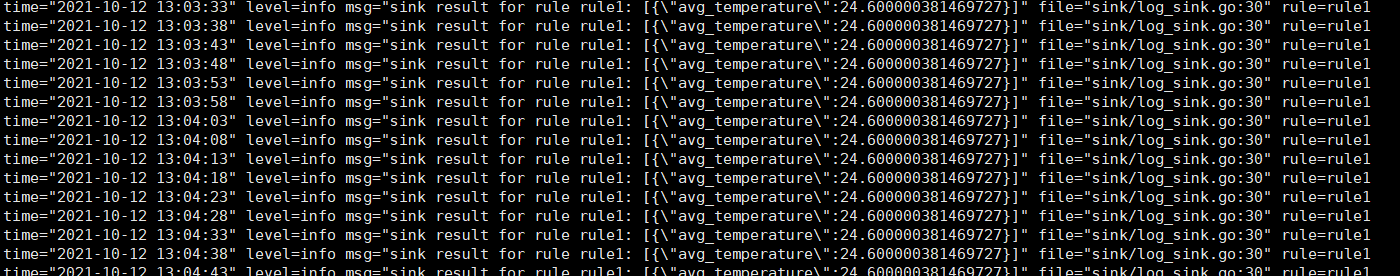 time="2021-10-12 13:03:33" level=info msg="sink result for rule rule1: [{\"avg_temperature\":24.600000381469727}]" file="sink/log_sink.go:30" rule=rule1
time="2021-10-12 13:03:38" level=info msg="sink result for rule rule1: [{\"avg_temperature\":24.600000381469727}]" file="sink/log_sink.go:30" rule=rule1
time="2021-10-12 13:03:43" level=info msg="sink result for rule rule1: [{\"avg_temperature\":24.600000381469727}]" file="sink/log_sink.go:30" rule=rule1
time="2021-10-12 13:03:48" level=info msg="sink result for rule rule1: [{\"avg_temperature\":24.600000381469727}]" file="sink/log_sink.go:30" rule=rule1
time="2021-10-12 13:03:53" level=info msg="sink result for rule rule1: [{\"avg_temperature\":24.600000381469727}]" file="sink/log_sink.go:30" rule=rule1
time="2021-10-12 13:03:58" level=info msg="sink result for rule rule1: [{\"avg_temperature\":24.600000381469727}]" file="sink/log_sink.go:30" rule=rule1
time="2021-10-12 13:04:03" level=info msg="sink result for rule rule1: [{\"avg_temperature\":24.600000381469727}]" file="sink/log_sink.go:30" rule=rule1
time="2021-10-12 13:04:08" level=info msg="sink result for rule rule1: [{\"avg_temperature\":24.600000381469727}]" file="sink/log_sink.go:30" rule=rule1
time="2021-10-12 13:04:13" level=info msg="sink result for rule rule1: [{\"avg_temperature\":24.600000381469727}]" file="sink/log_sink.go:30" rule=rule1
time="2021-10-12 13:04:18" level=info msg="sink result for rule rule1: [{\"avg_temperature\":24.600000381469727}]" file="sink/log_sink.go:30" rule=rule1
time="2021-10-12 13:04:23" level=info msg="sink result for rule rule1: [{\"avg_temperature\":24.600000381469727}]" file="sink/log_sink.go:30" rule=rule1
time="2021-10-12 13:04:28" level=info msg="sink result for rule rule1: [{\"avg_temperature\":24.600000381469727}]" file="sink/log_sink.go:30" rule=rule1
time="2021-10-12 13:04:33" level=info msg="sink result for rule rule1: [{\"avg_temperature\":24.600000381469727}]" file="sink/log_sink.go:30" rule=rule1
time="2021-10-12 13:04:38" level=info msg="sink result for rule rule1: [{\"avg_temperature\":24.600000381469727}]" file="sink/log_sink.go:30" rule=rule1
time="2021-10-12 13:04:43" level=info msg="sink result for rule rule1: [{\"avg_temperature\":24.600000381469727}]" file="sink/log_sink.go:30" rule=rule1